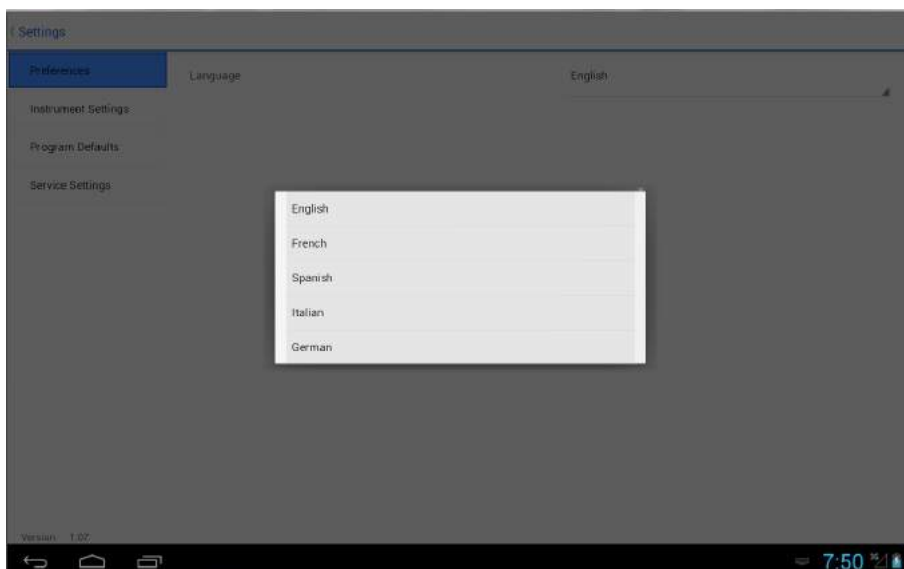 Settings
Preferences
Language
English
Instrument Settings
Program Defaults
Service Settings
English
French
Spanish
Italian
German
Version 1.02
7:50